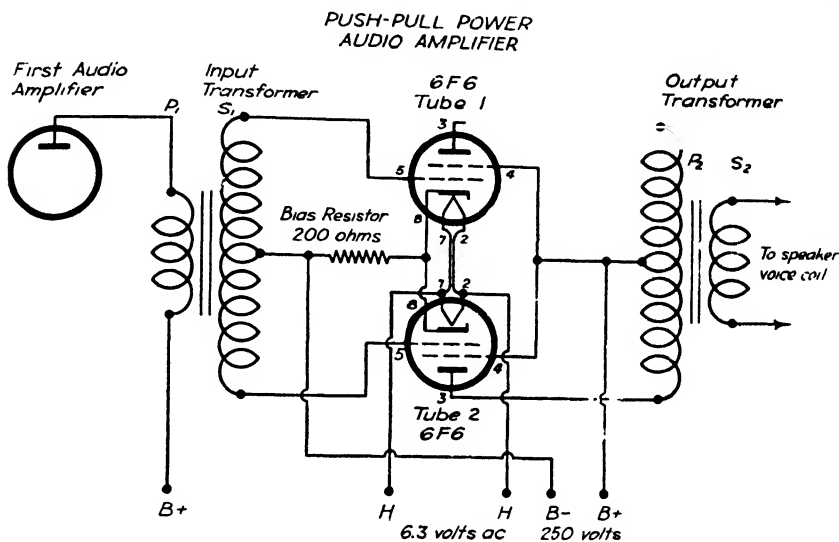 PUSH-PULL POWER
AUDIO AMPLIFIER
First Audio
Amplifier
P1
Input
Transformer
S1
6F6
Tube 1
3
5
4
8
7 2
Output
Transformer
P2
S2
Bias Resistor
200 ohms
To speaker
voice coil
7 2
8
5
4
3
Tube 2
6F6
B+
H
H
B-
B+
6.3 volts ac
250 volts